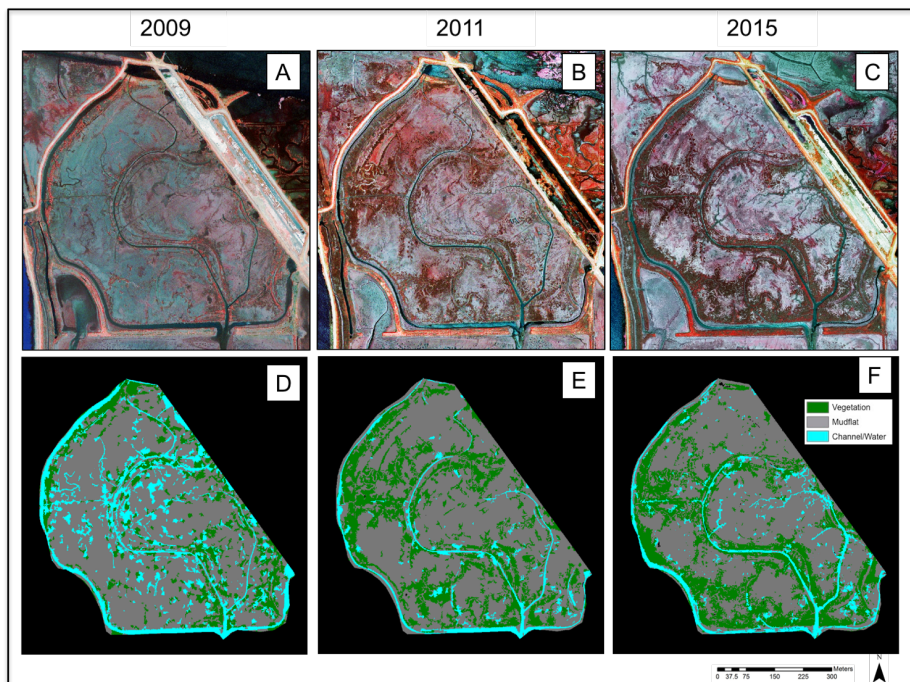 2009 2011 2015
A B C
D E F
Vegetation
Mudflat
Channel/Water
N
Meters
0 37.5 75 150 225 300